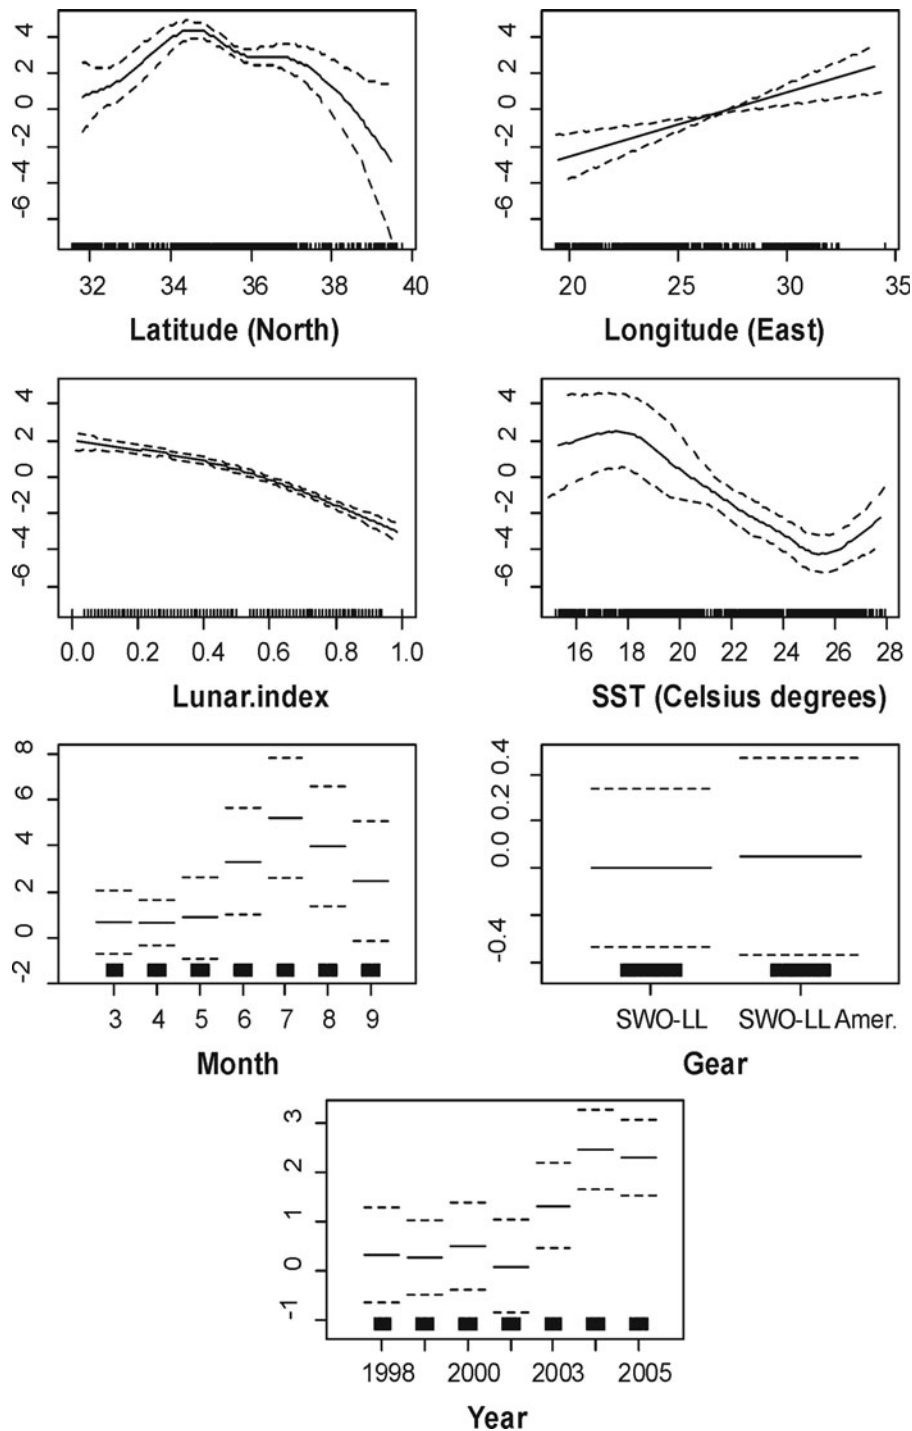 4
2
0
-2
-4
-6
32 34 36 38 40
Latitude (North)
4
2
0
-2
-4
-6
20 25 30 35
Longitude (East)
4
2
0
-2
-4
-6
0.0 0.2 0.4 0.6 0.8 1.0
Lunar.index
4
2
0
-2
-4
-6
16 18 20 22 24 26 28
SST (Celsius degrees)
8
6
4
2
0
-2
3 4 5 6 7 8 9
Month
0.4
0.2
0.0
-0.4
SWO-LL SWO-LL Amer.
Gear
3
2
1
0
-1
1998 2000 2003 2005
Year